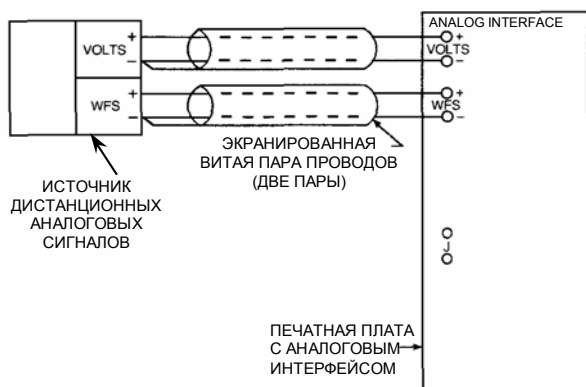 ANALOG INTERFACE
VOLTS
+
–
+
VOLTS
–
WFS
+
–
+
WFS
–
ЭКРАНИРОВАННАЯ
ВИТАЯ ПАРА ПРОВОДОВ
(ДВЕ ПАРЫ)
ИСТОЧНИК
ДИСТАНЦИОННЫХ
АНАЛОГОВЫХ
СИГНАЛОВ
J
ПЕЧАТНАЯ ПЛАТА
С АНАЛОГОВЫМ
ИНТЕРФЕЙСОМ